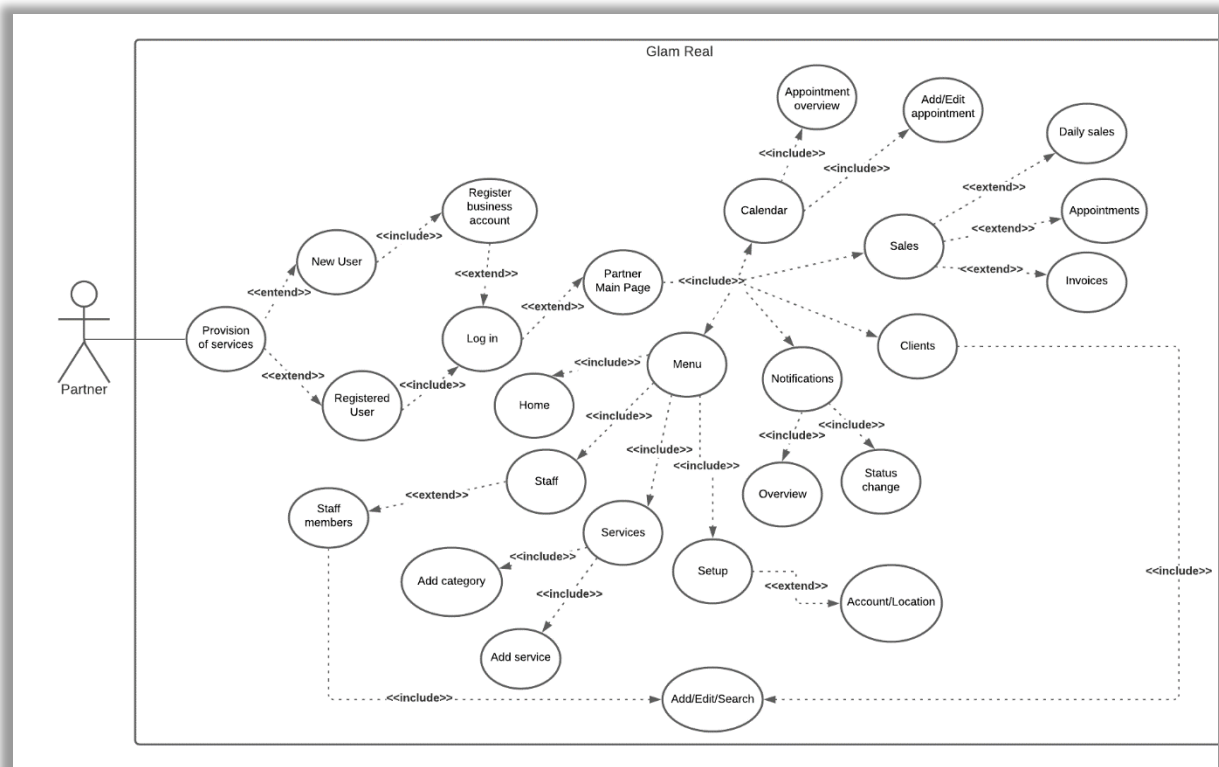 Glam Real
Appointment
overview
Add/Edit
appointment
Daily sales
<<include>>
<<include>>
<<extend>>
Register
business
account
Calendar
Appointments
<<extend>>
<<include>>
Sales
New User
<<extend>>
Invoices
<<extend>>
Partner
Main Page
<<include>>
<<entend>>
<<extend>>
Provision
of services
Log in
Clients
Partner
<<extend>>
<<include>>
Registered
User
<<include>>
Menu
Notifications
Home
<<include>>
<<include>>
<<include>>
<<include>>
<<include>>
Staff
<<extend>>
Staff
members
Overview
Status
change
Services
<<include>>
Add category
Setup
<<extend>>
<<include>>
<<include>>
Account/Location
Add service
<<include>>
Add/Edit/Search